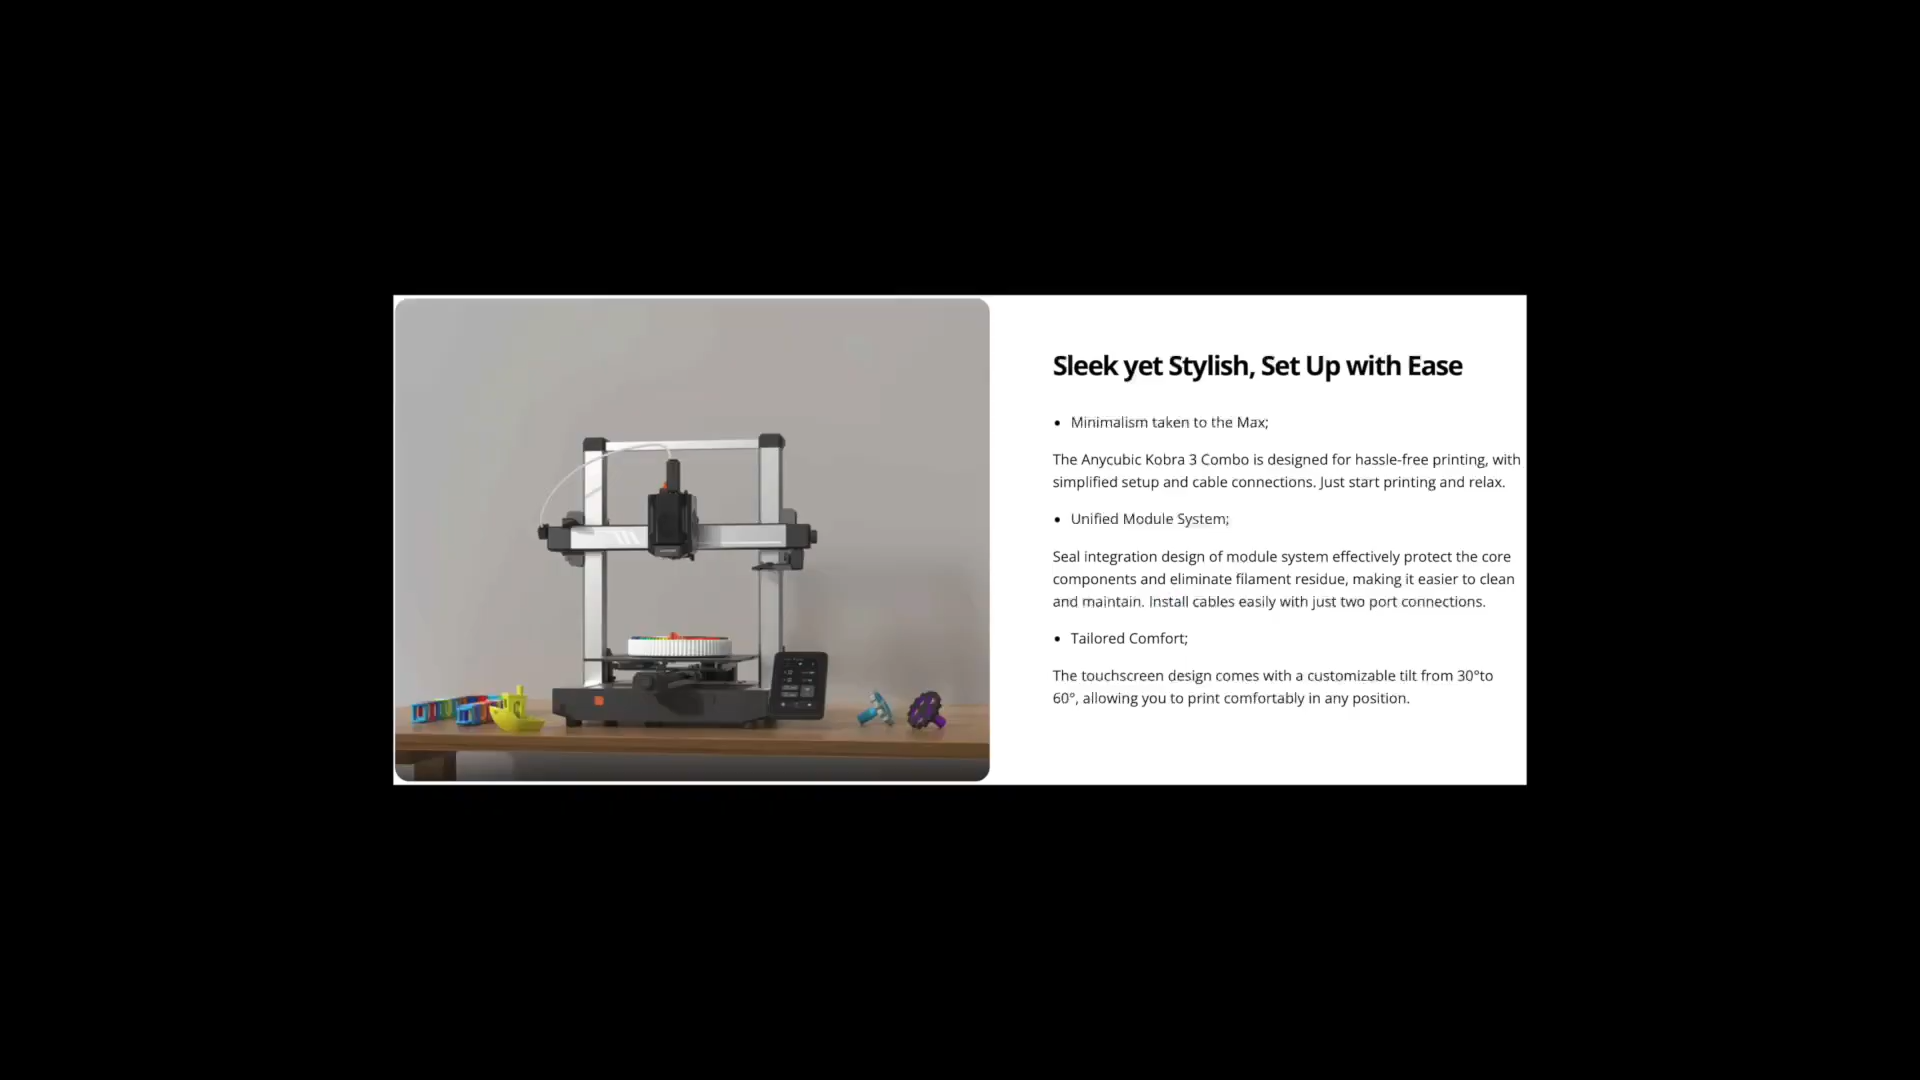 Sleek yet Stylish, Set Up with Ease
• Minimalism taken to the Max;
The Anycubic Kobra 3 Combo is designed for hassle-free printing, with
simplified setup and cable connections. Just start printing and relax.
• Unified Module System;
Seal integration design of module system effectively protect the core
components and eliminate filament residue, making it easier to clean
and maintain. Install cables easily with just two port connections.
• Tailored Comfort;
The touchscreen design comes with a customizable tilt from 30°to
60°, allowing you to print comfortably in any position.